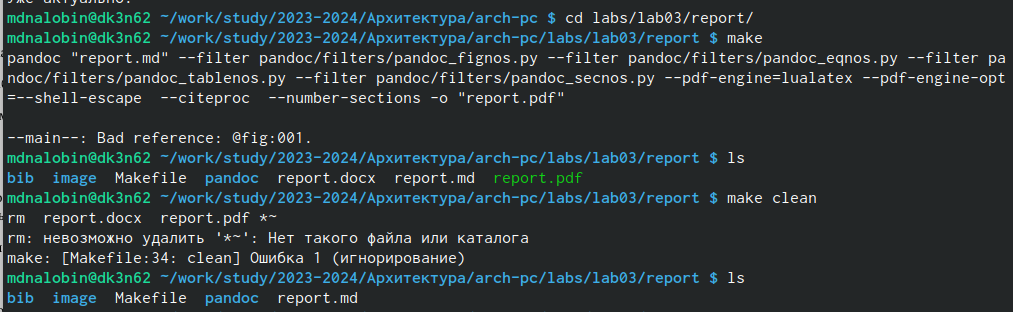 уже актуально.
mdnalobin@dk3n62 ~/work/study/2023-2024/Архитектура/arch-pc $ cd labs/lab03/report/
mdnalobin@dk3n62 ~/work/study/2023-2024/Архитектура/arch-pc/labs/lab03/report $ make
pandoc "report.md" --filter pandoc/filters/pandoc_fignos.py --filter pandoc/filters/pandoc_eqnos.py --filter pa
ndoc/filters/pandoc_tablenos.py --filter pandoc/filters/pandoc_secnos.py --pdf-engine=lualatex --pdf-engine-opt
=--shell-escape  --citeproc  --number-sections -o "report.pdf"
--main--: Bad reference: @fig:001.
mdnalobin@dk3n62 ~/work/study/2023-2024/Архитектура/arch-pc/labs/lab03/report $ ls
bib  image  Makefile  pandoc  report.docx  report.md  report.pdf
mdnalobin@dk3n62 ~/work/study/2023-2024/Архитектура/arch-pc/labs/lab03/report $ make clean
rm  report.docx  report.pdf *~
rm: невозможно удалить '*~': Нет такого файла или каталога
make: [Makefile:34: clean] Ошибка 1 (игнорирование)
mdnalobin@dk3n62 ~/work/study/2023-2024/Архитектура/arch-pc/labs/lab03/report $ ls
bib  image  Makefile  pandoc  report.md